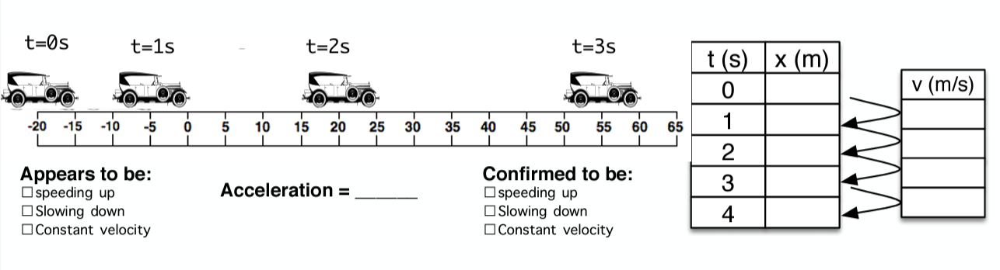 t=0s
t=1s
t=2s
t=3s
-20 -15 -10 -5 0 5 10 15 20 25 30 35 40 45 50 55 60 65
Appears to be:
☐ speeding up
☐ Slowing down
☐ Constant velocity
Acceleration = ______
Confirmed to be:
☐ speeding up
☐ Slowing down
☐ Constant velocity
t (s) x (m)
0
1
2
3
4
v (m/s)